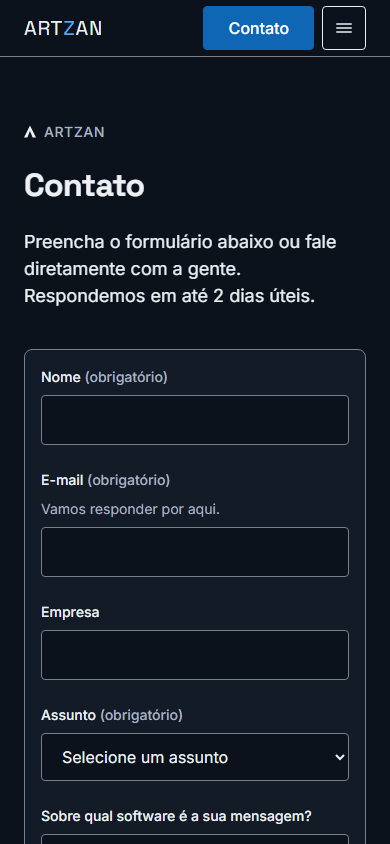 ARTZAN
Contato
ARTZAN
Contato
Preencha o formulário abaixo ou fale
diretamente com a gente.
Respondemos em até 2 dias úteis.
Nome (obrigatório)
E-mail (obrigatório)
Vamos responder por aqui.
Empresa
Assunto (obrigatório)
Selecione um assunto
Sobre qual software é a sua mensagem?